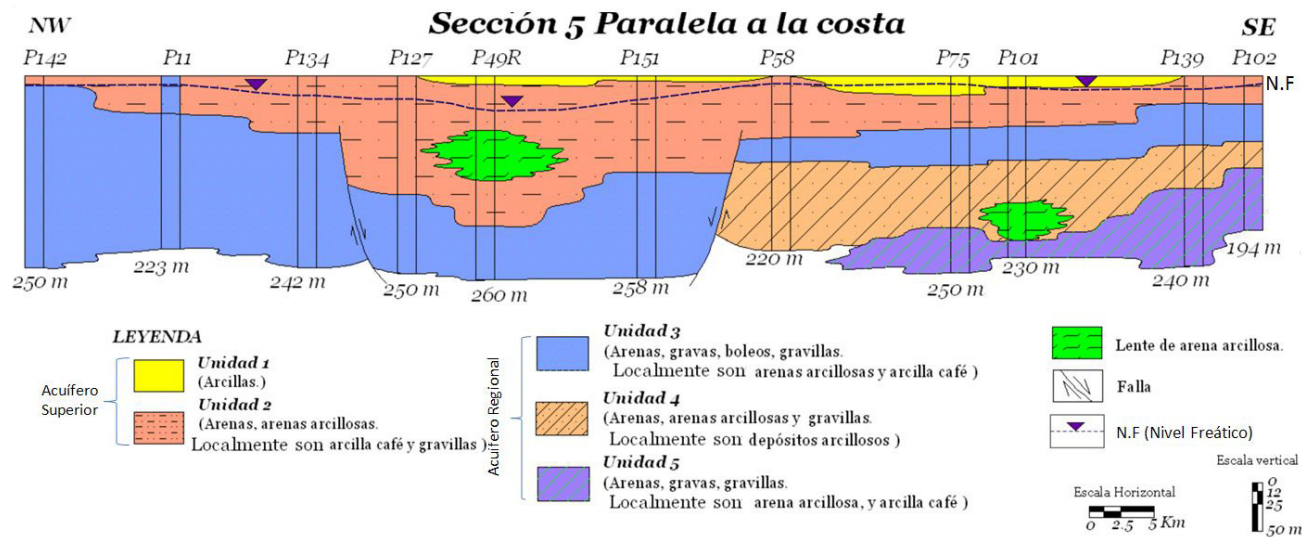 Sección 5 Paralela a la costa
NW
SE
P142 P11 P134 P127 P49R P151 P58 P75 P101 P139 P102
N.F
250 m
223 m
242 m
250 m
260 m
258 m
220 m
250 m
230 m
240 m
194 m
LEYENDA
Acuífero
Superior
Unidad 1
(Arcillas.)
Unidad 2
(Arenas, arenas arcillosas.
Localmente son arcilla café y gravillas)
Acuífero Regional
Unidad 3
(Arenas, gravas, boleos, gravillas.
Localmente son arenas arcillosas y arcilla café )
Unidad 4
(Arenas, arenas arcillosas y gravillas.
Localmente son depósitos arcillosos )
Unidad 5
(Arenas, gravas, gravillas.
Localmente son arena arcillosa, y arcilla café )
Lente de arena arcillosa.
Falla
N.F (Nivel Freático)
Escala Horizontal
0 2.5 5 Km
Escala vertical
0
12
25
50 m